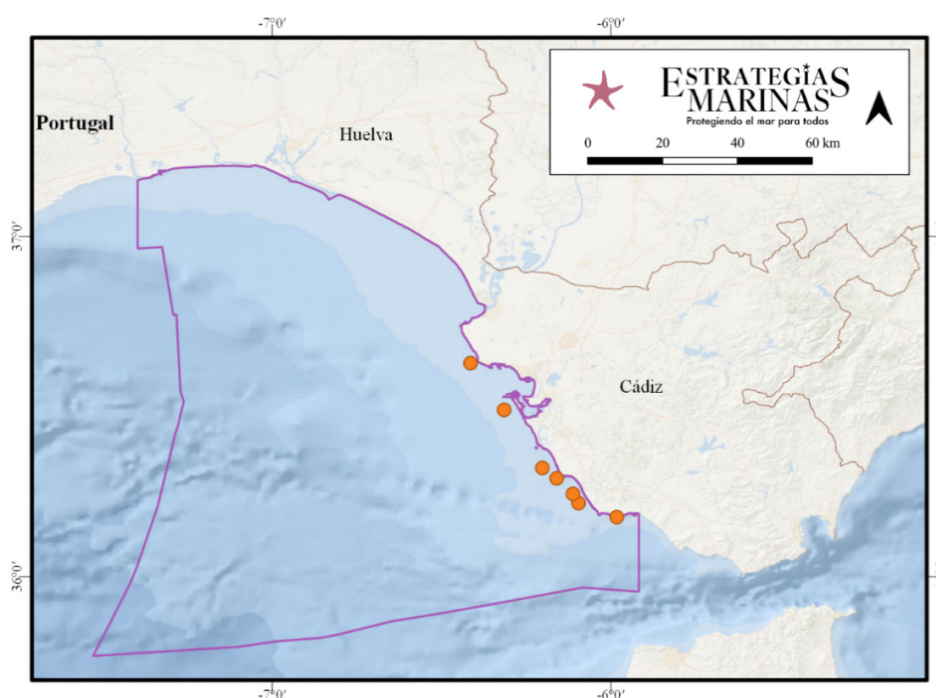 -7°0'
-6°0'
ESTRATEGIAS
MARINAS
Protegiendo el mar para todos
0 20 40 60 km
Portugal
Huelva
37°0'
Cádiz
36°0'
-7°0'
-6°0'